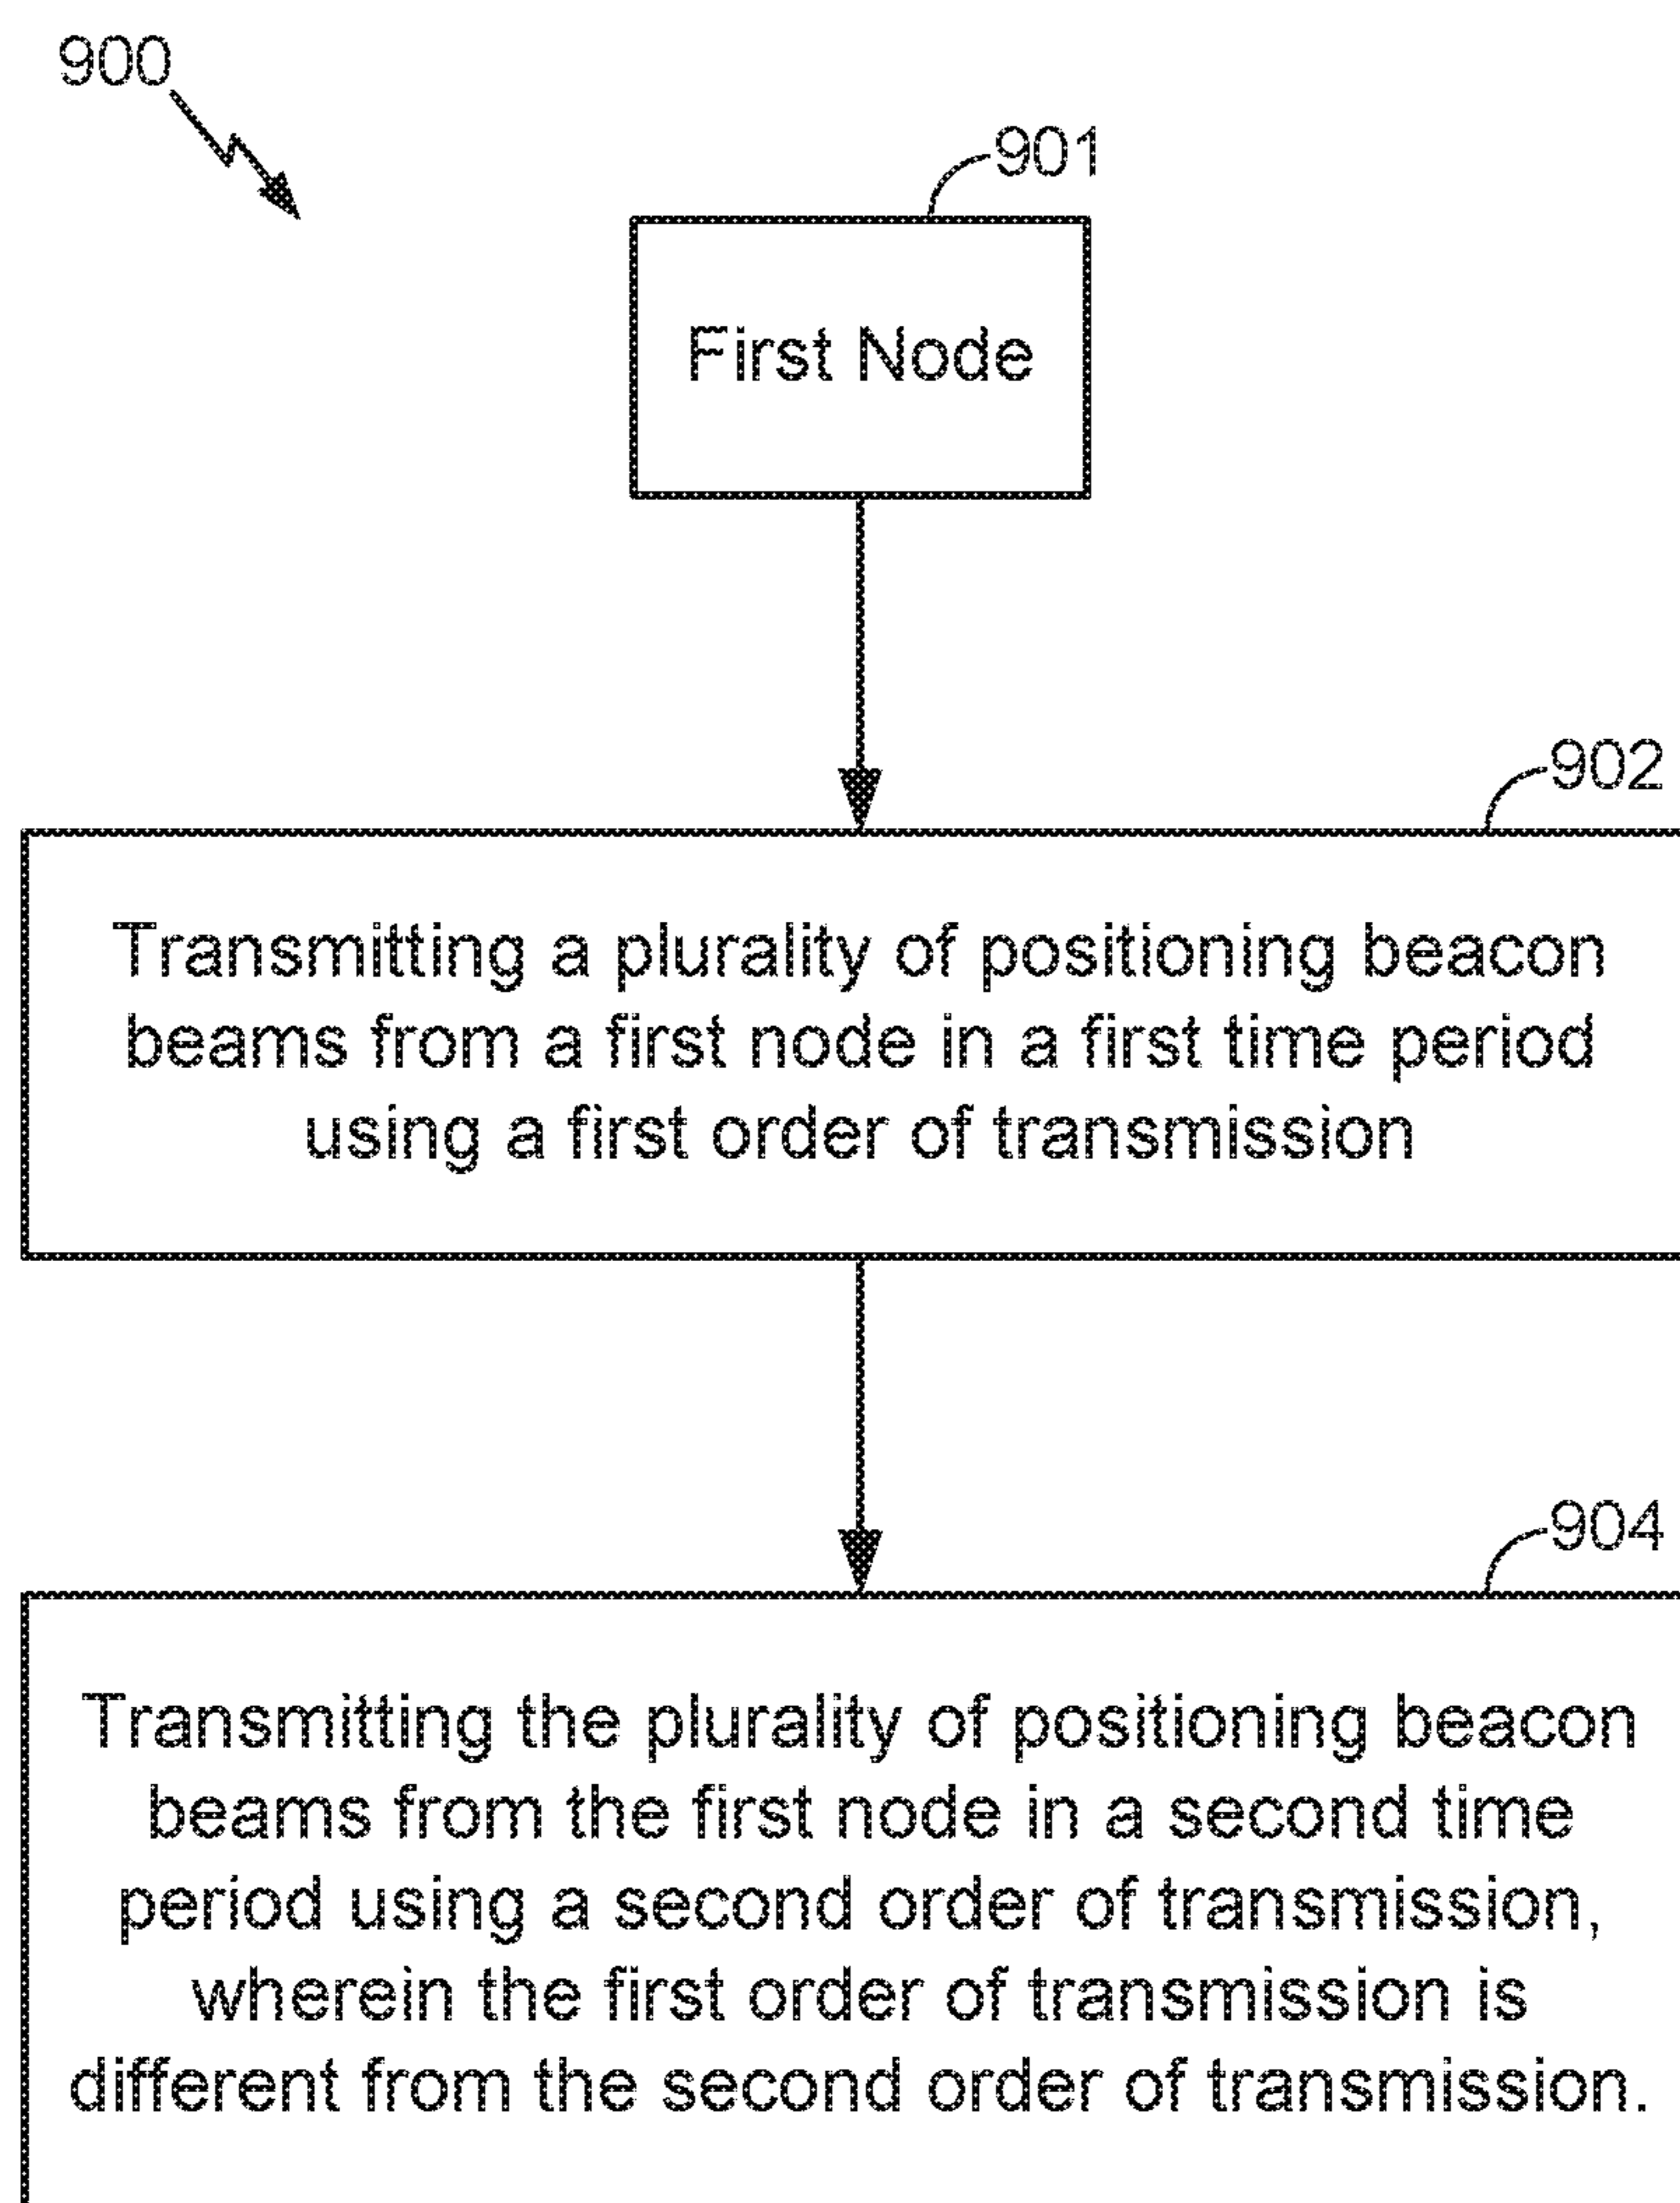 900
901
First Node
902
Transmitting a plurality of positioning beacon
beams from a first node in a first time period
using a first order of transmission
904
Transmitting the plurality of positioning beacon
beams from the first node in a second time
period using a second order of transmission,
wherein the first order of transmission is
different from the second order of transmission.